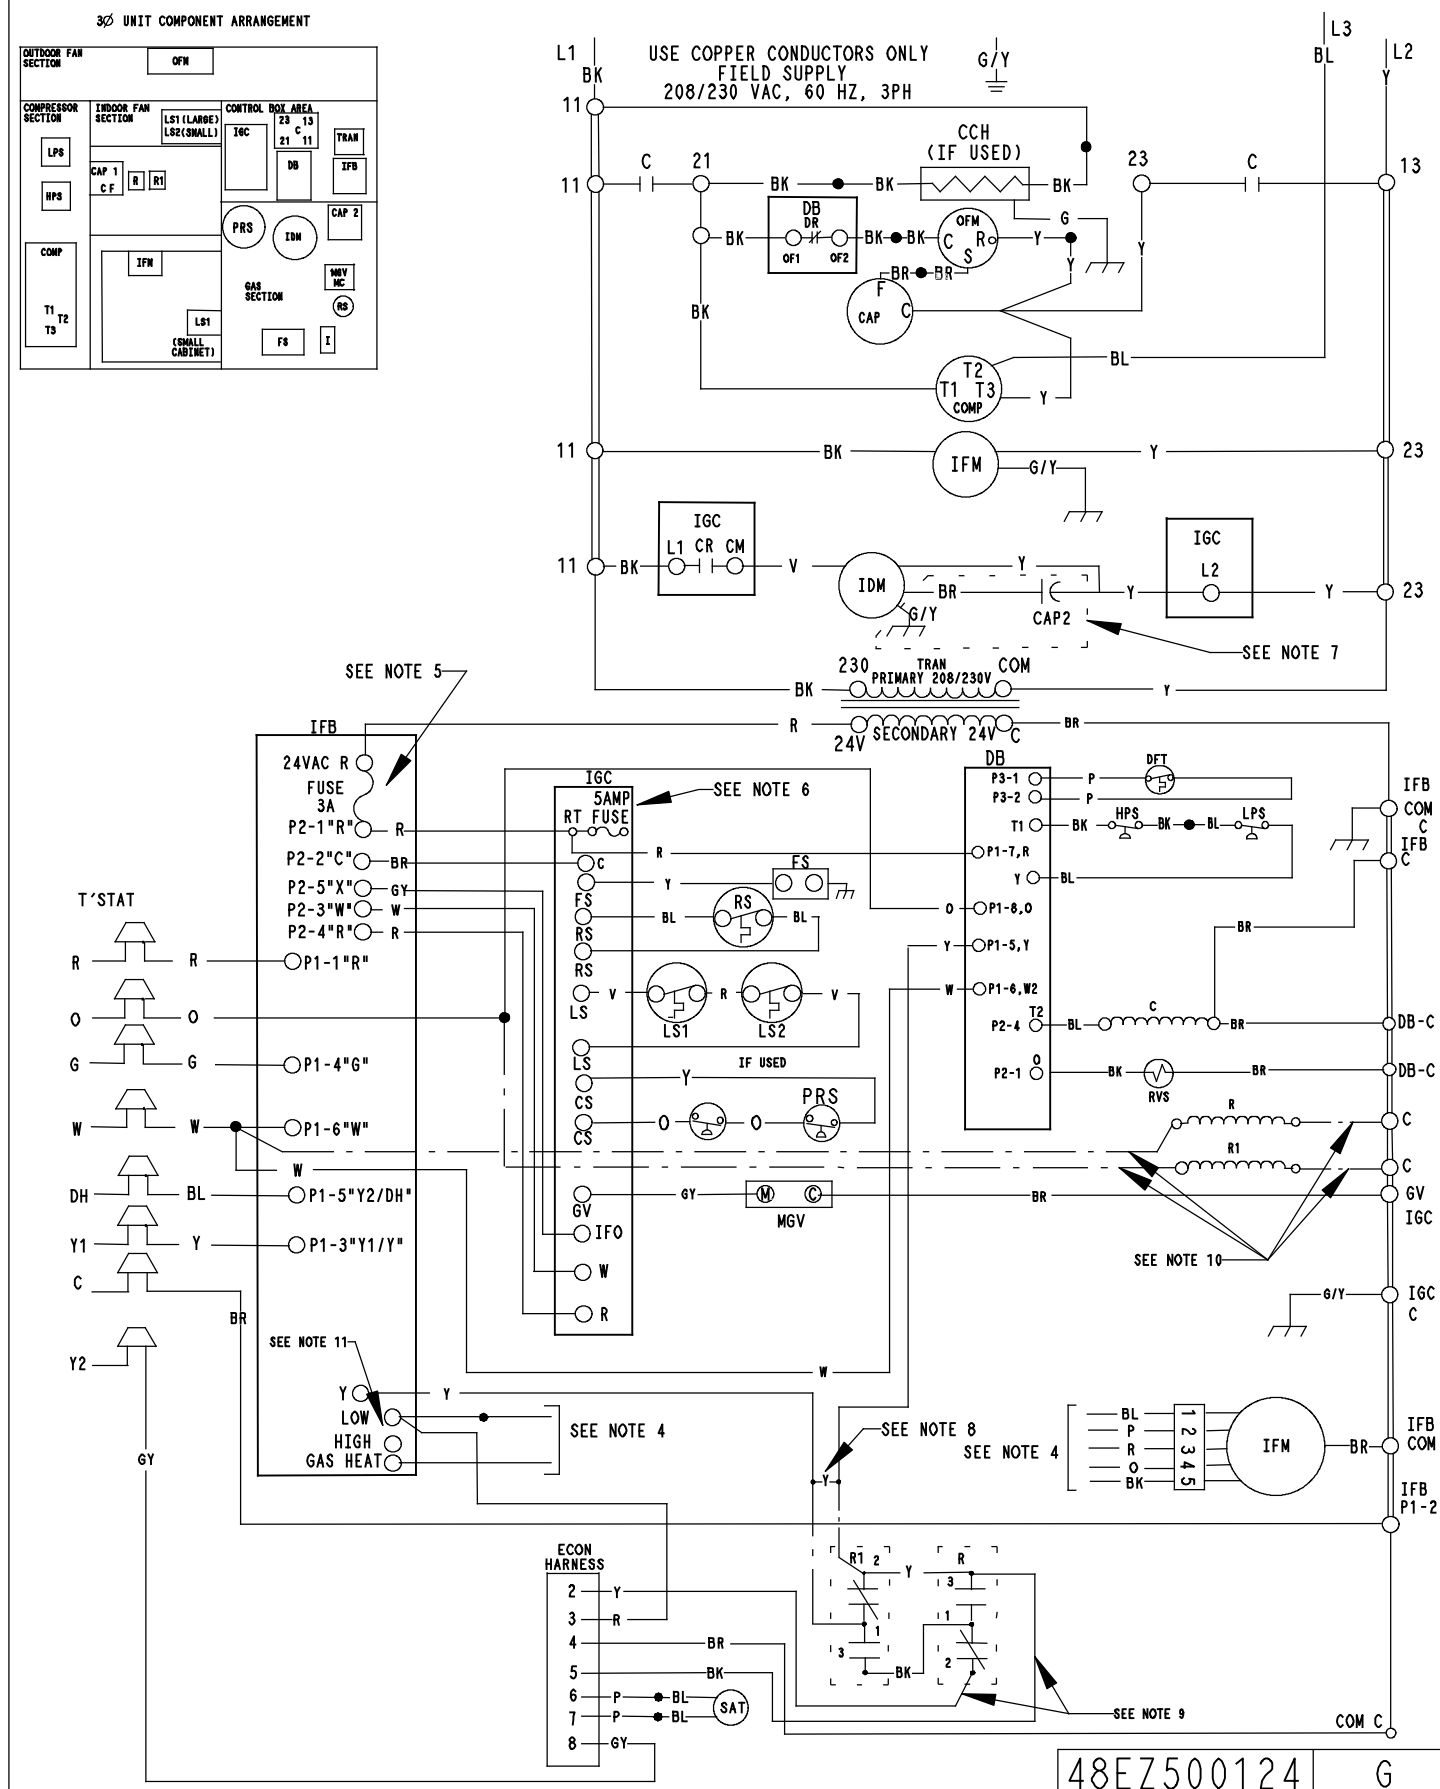 3Ø UNIT COMPONENT ARRANGEMENT
OUTDOOR FAN
SECTION
OFM
COMPRESSOR
SECTION
INDOOR FAN
SECTION
LS1(LARGE)
LS2(SMALL)
CONTROL BOX AREA
IGC
23 13
C
21 11
TRAN
LPS
DB
IFB
CAP 1
C F
R
R1
HPS
PRS
IDM
CAP 2
COMP
IFM
MGV
MC
GAS
SECTION
RS
T1
T2
T3
LS1
(SMALL
CABINET)
FS
I
L1
BK
USE COPPER CONDUCTORS ONLY
FIELD SUPPLY
208/230 VAC, 60 HZ, 3PH
G/Y
L3
BL
L2
Y
11
CCH
(IF USED)
11
C
21
BK
BK
BK
23
C
13
G
DB
DR
OF1
OF2
BK
BK
BK
OFM
C
R
S
Y
Y
Y
BR
BR
F
CAP
C
BK
BL
T2
T1
T3
COMP
Y
11
BK
IFM
Y
23
G/Y
IGC
L1 CR CM
IGC
L2
11
BK
V
IDM
Y
BR
CAP2
G/Y
Y
Y
23
SEE NOTE 7
230
TRAN
PRIMARY 208/230V
COM
BK
Y
SEE NOTE 5
R
24V
SECONDARY 24V
C
BR
IFB
24VAC R
FUSE
3A
P2-1"R"
R
P2-2"C"
BR
P2-5"X"
GY
P2-3"W"
W
P2-4"R"
R
IGC
5AMP
RT FUSE
SEE NOTE 6
R
C
Y
FS
FS
BL
RS
BL
RS
RS
V
R
V
LS
LS1
LS2
LS
IF USED
Y
CS
O
O
PRS
CS
GV
GY
M
C
MGV
BR
IFO
W
R
DB
P3-1
P
DFT
P3-2
P
T1
BK
HPS
BK
BL
LPS
P1-7,R
Y
BL
O
P1-8,O
Y
P1-5,Y
W
P1-6,W2
T2
P2-4
BL
C
BR
BR
O
P2-1
BK
RVS
BR
R
R1
IFB
COM
C
IFB
C
DB-C
DB-C
C
C
GV
IGC
SEE NOTE 10
G/Y
IGC
C
T'STAT
R
R
P1-1"R"
O
O
G
G
P1-4"G"
W
W
P1-6"W"
W
DH
BL
P1-5"Y2/DH"
Y1
Y
P1-3"Y1/Y"
C
BR
Y2
GY
SEE NOTE 11
W
Y
Y
LOW
HIGH
GAS HEAT
SEE NOTE 4
SEE NOTE 8
Y
SEE NOTE 4
BL
P
R
O
BK
1
2
3
4
5
IFM
BR
IFB
COM
IFB
P1-2
ECON
HARNESS
2
Y
3
R
4
BR
5
BK
6
P
BL
7
P
BL
SAT
8
GY
R1
2
Y
R
3
1
1
3
BK
2
SEE NOTE 9
COM C
48EZ500124
G